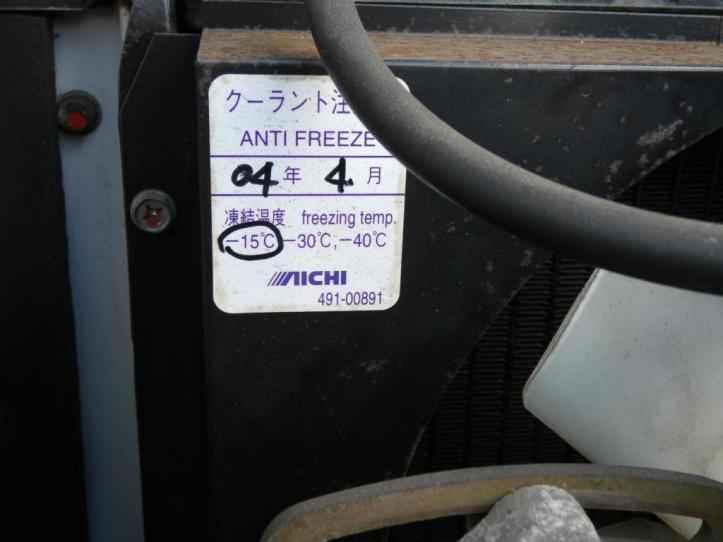 クーラント注
ANTI FREEZE
04年 4月
凍結温度 freezing temp.
-15℃, -30℃, -40℃
AICHI
491-00891